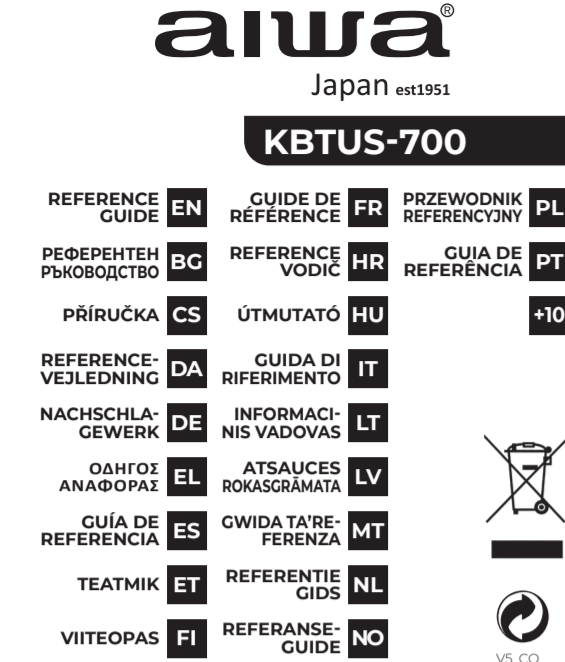 aiwa®
Japan est1951
KBTUS-700
REFERENCE
GUIDE EN
РЕФЕРЕНТЕН
РЪКОВОДСТВО BG
PŘÍRUČKA CS
REFERENCE-
VEJLEDNING DA
NACHSCHLA-
GEWERK DE
ΟΔΗΓΟΣ
ΑΝΑΦΟΡΑΣ EL
GUÍA DE
REFERENCIA ES
TEATMIK ET
VIITEOPAS FI
GUIDE DE
RÉFÉRENCE FR
REFERENCE
VODIČ HR
ÚTMUTATÓ HU
GUIDA DI
RIFERIMENTO IT
INFORMACI-
NIS VADOVAS LT
ATSAUCES
ROKASGRĀMATA LV
GWIDA TA'RE-
FERENZA MT
REFERENTIE
GIDS NL
REFERANSE-
GUIDE NO
PRZEWODNIK
REFERENCYJNY PL
GUIA DE
REFERÊNCIA PT
+10
V5_CO